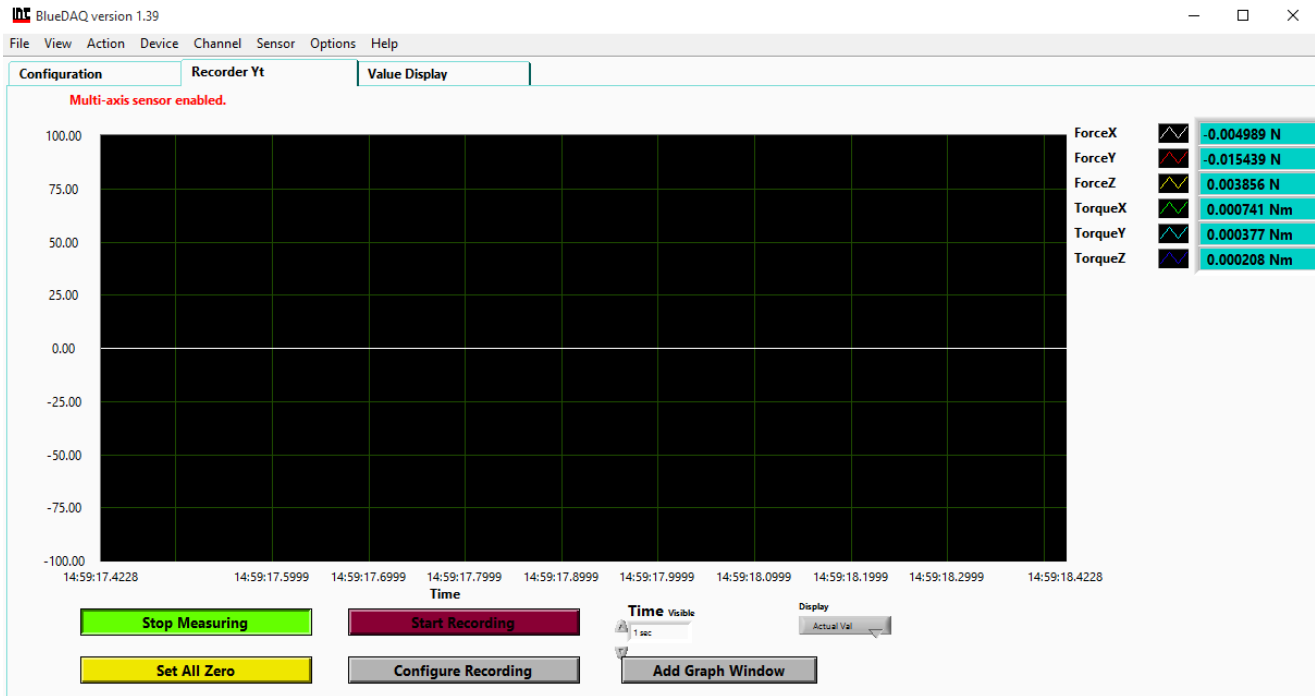 BlueDAQ version 1.39
File View Action Device Channel Sensor Options Help
Configuration Recorder Yt Value Display
Multi-axis sensor enabled.
100.00
75.00
50.00
25.00
0.00
-25.00
-50.00
-75.00
-100.00
14:59:17.4228 14:59:17.5999 14:59:17.6999 14:59:17.7999 14:59:17.8999 14:59:17.9999 14:59:18.0999 14:59:18.1999 14:59:18.2999 14:59:18.4228
Time
ForceX -0.004989 N
ForceY -0.015439 N
ForceZ 0.003856 N
TorqueX 0.000741 Nm
TorqueY 0.000377 Nm
TorqueZ 0.000208 Nm
Stop Measuring Start Recording
Time Visible
1 sec
Display
Actual Val
Set All Zero Configure Recording Add Graph Window